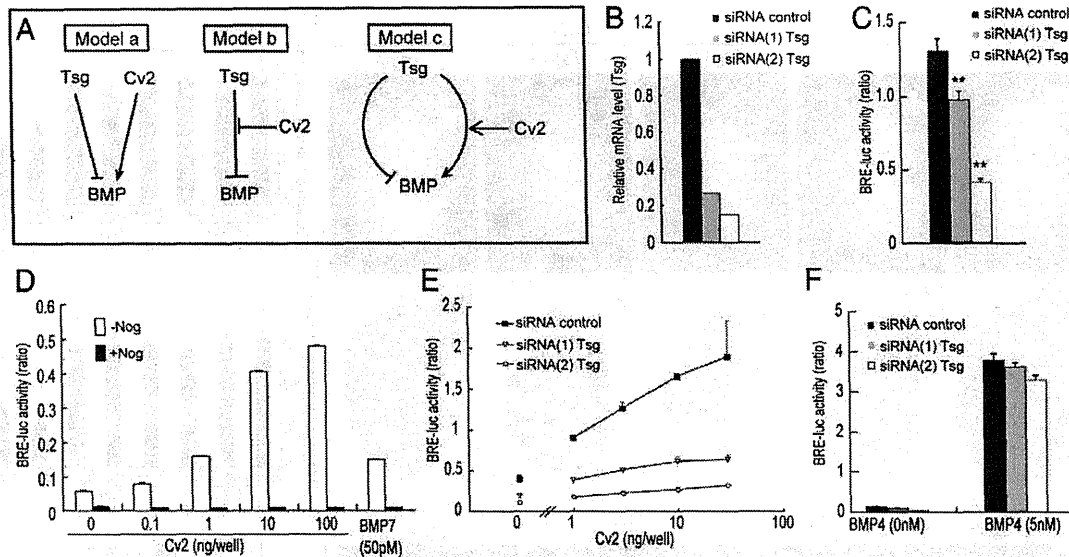 A
Model a
Model b
Model c
Tsg
Cv2
BMP
Tsg
Cv2
BMP
Tsg
Cv2
BMP
B
Relative mRNA level (Tsg)
1.2
1
0.8
0.6
0.4
0.2
0
siRNA control
siRNA(1) Tsg
siRNA(2) Tsg
C
BRE-luc activity (ratio)
1.5
1.0
0.5
0
siRNA control
siRNA(1) Tsg
siRNA(2) Tsg
**
**
D
BRE-luc activity (ratio)
0.6
0.5
0.4
0.3
0.2
0.1
0
-Nog
+Nog
0
0.1
1
10
100
BMP7
Cv2 (ng/well)
(50pM)
E
BRE-luc activity (ratio)
2.5
2
1.5
1
0.5
0
siRNA control
siRNA(1) Tsg
siRNA(2) Tsg
0
1
10
100
Cv2 (ng/well)
F
BRE-luc activity (ratio)
5
4
3
2
1
0
siRNA control
siRNA(1) Tsg
siRNA(2) Tsg
BMP4 (0nM)
BMP4 (5nM)